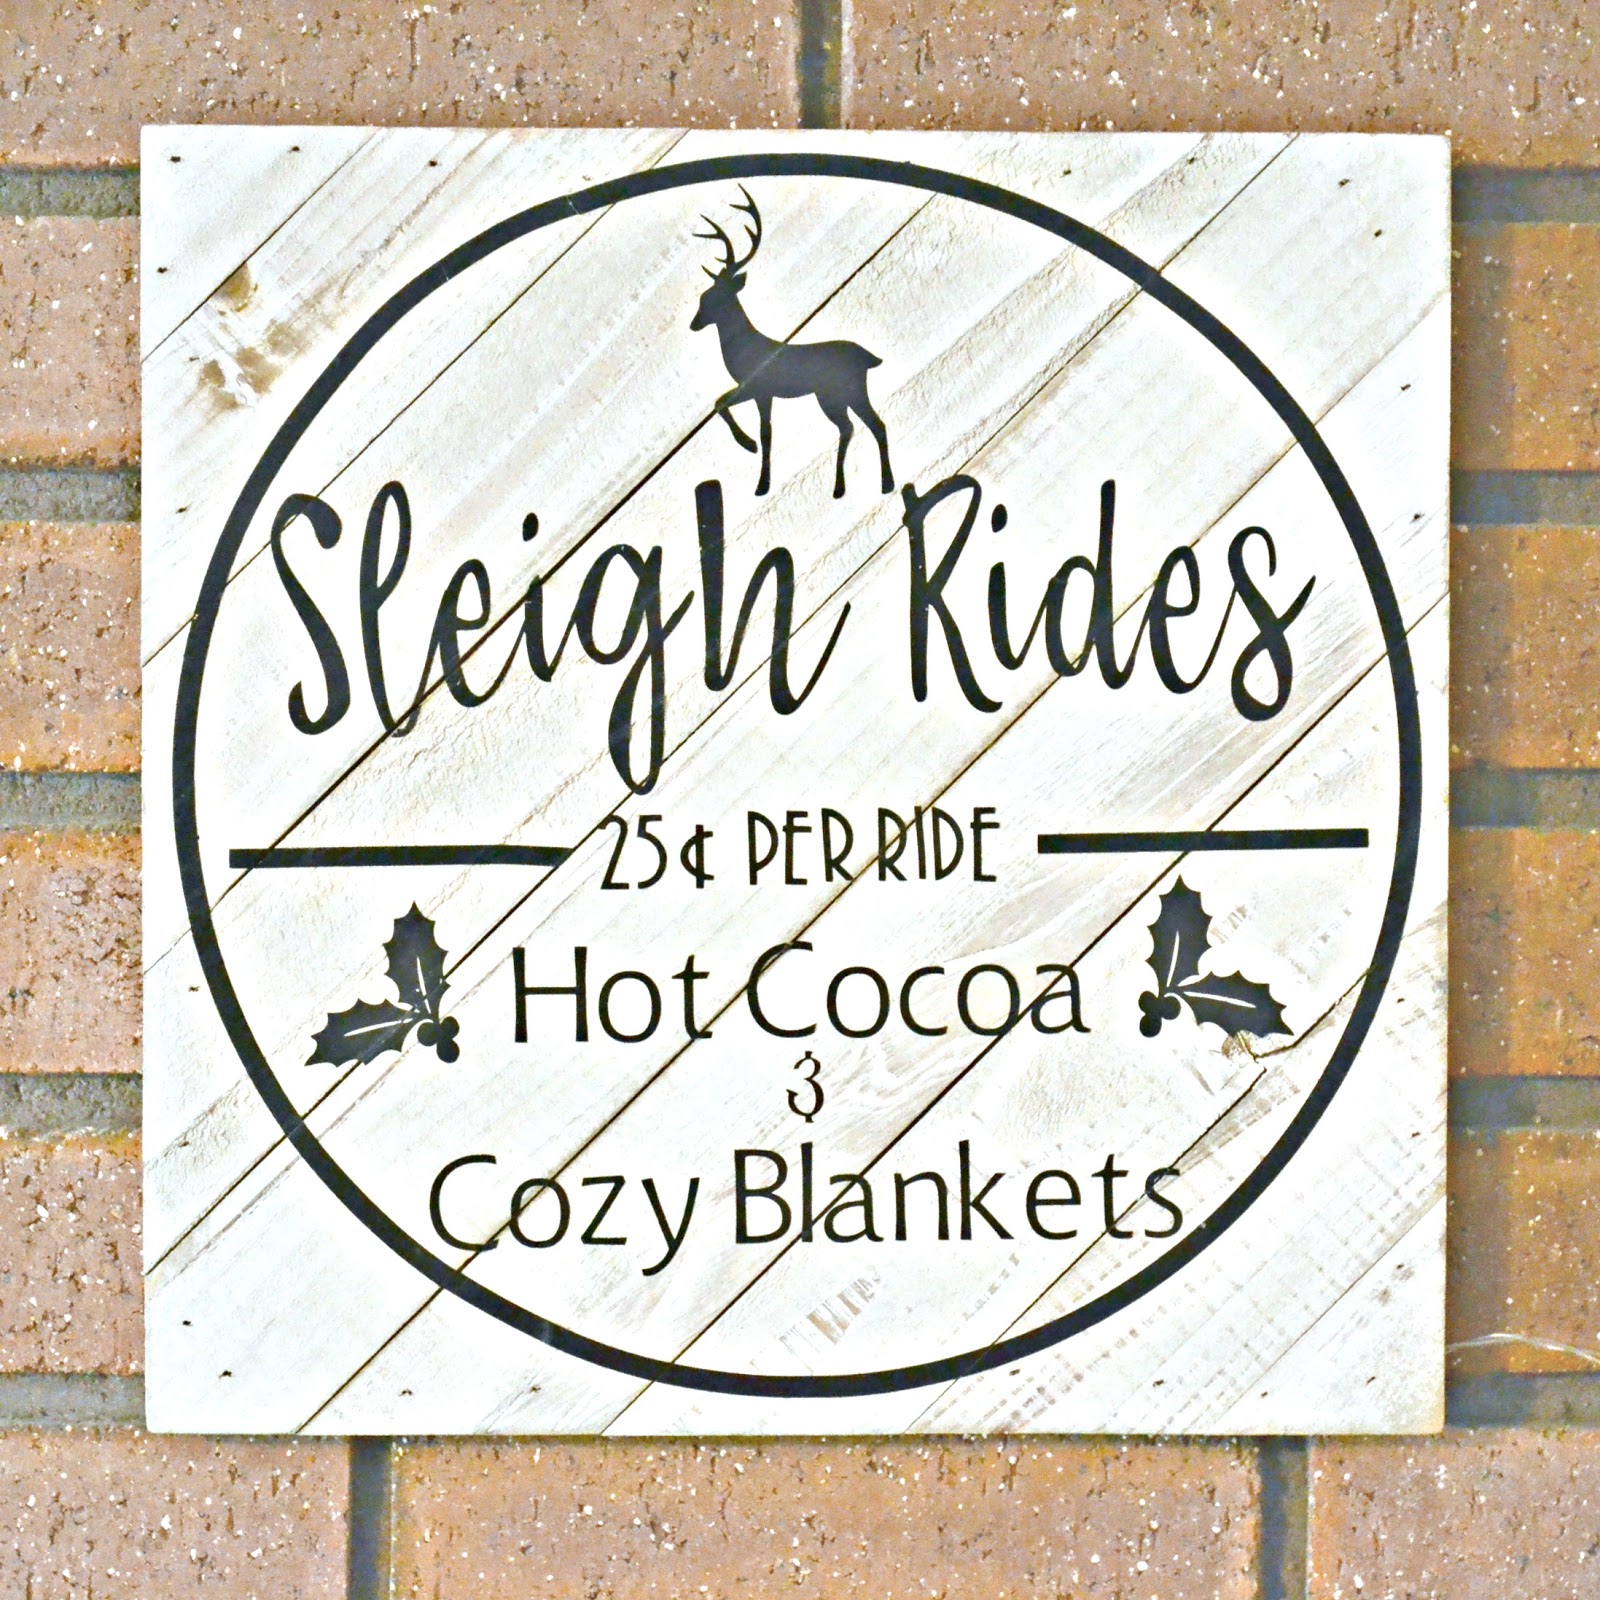 Sleigh Rides
25¢ PER RIDE
Hot Cocoa
&
Cozy Blankets